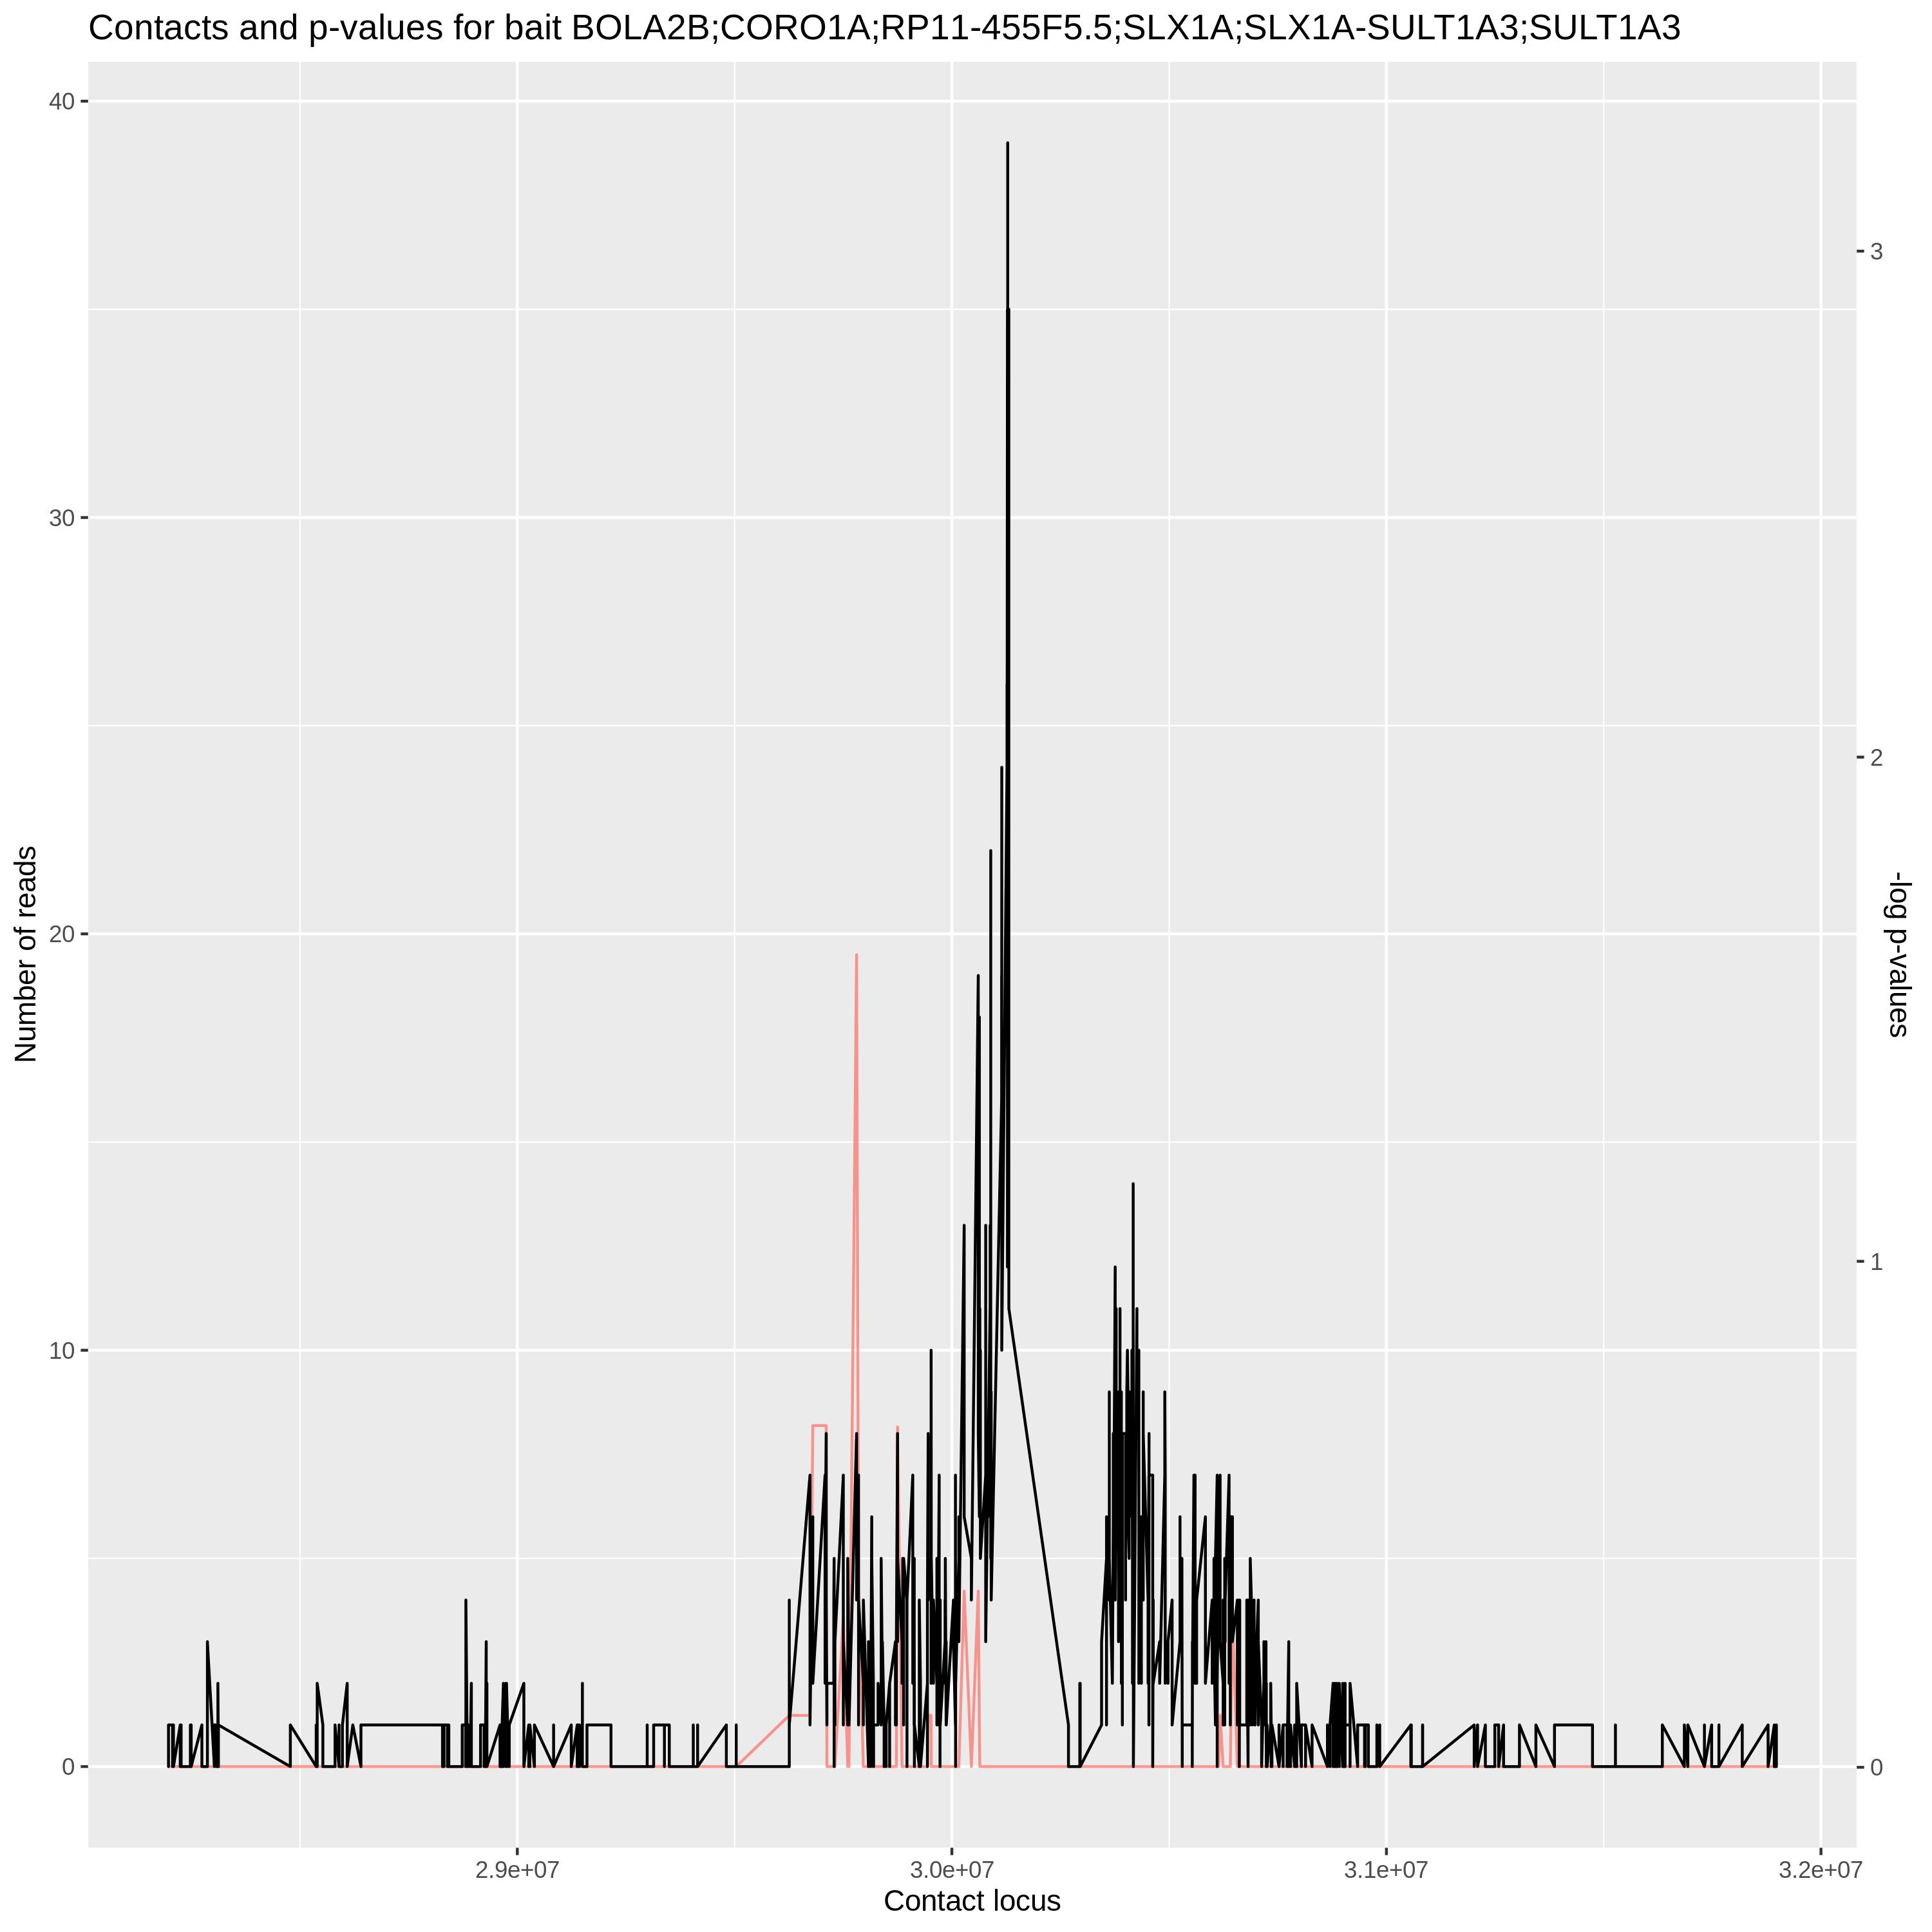 Contacts and p-values for bait BOLA2B;CORO1A;RP11-455F5.5;SLX1A;SLX1A-SULT1A3;SULT1A3
40
30
20
10
0
Number of reads
3
2
1
0
-log p-values
2.9e+07
3.0e+07
3.1e+07
3.2e+07
Contact locus